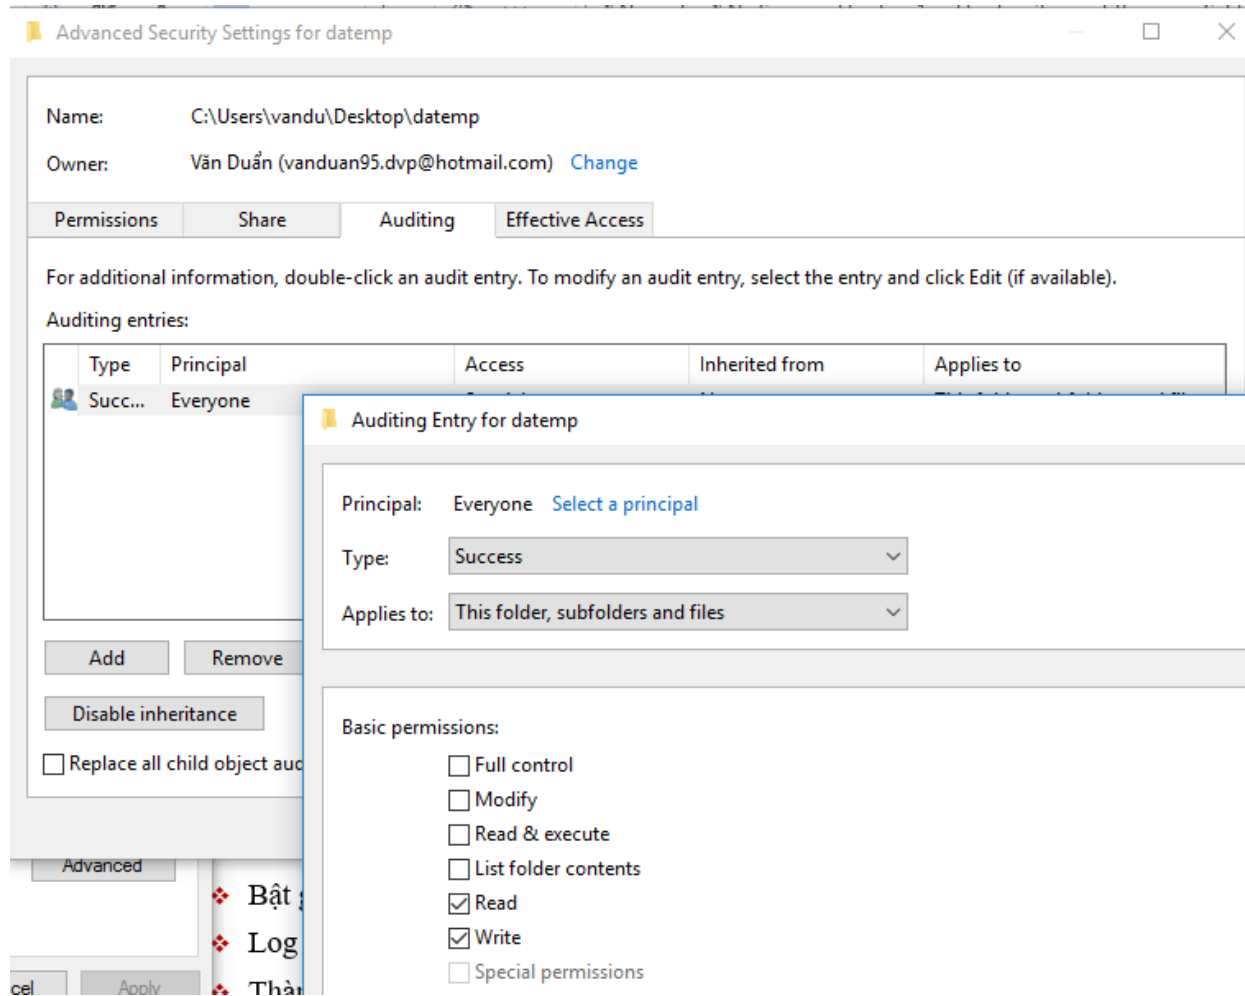 Advanced Security Settings for datemp
Name: C:\Users\vandu\Desktop\datemp
Owner: Văn Duẩn (vanduan95.dvp@hotmail.com) Change
Permissions Share Auditing Effective Access
For additional information, double-click an audit entry. To modify an audit entry, select the entry and click Edit (if available).
Auditing entries:
Type Principal Access Inherited from Applies to
Succ... Everyone
Auditing Entry for datemp
Principal: Everyone Select a principal
Type: Success
Applies to: This folder, subfolders and files
Add Remove
Disable inheritance
Replace all child object aud
Basic permissions:
Full control
Modify
Read & execute
List folder contents
Read
Write
Special permissions
Advanced
Bật
Log
cel Apply